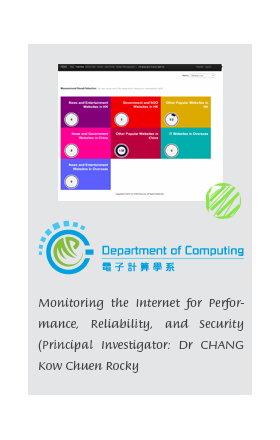 News and Entertainment
Websites in HK
Government and NGO
Websites in HK
Other Popular Websites in
HK
News and Government
Websites in China
Other Popular Websites in
China
IT Websites in Overseas
News and Entertainment
Websites in Overseas
Department of Computing
電子計算學系
Monitoring the Internet for Perfor-
mance, Reliability, and Security
(Principal Investigator: Dr CHANG
Kow Chuen Rocky